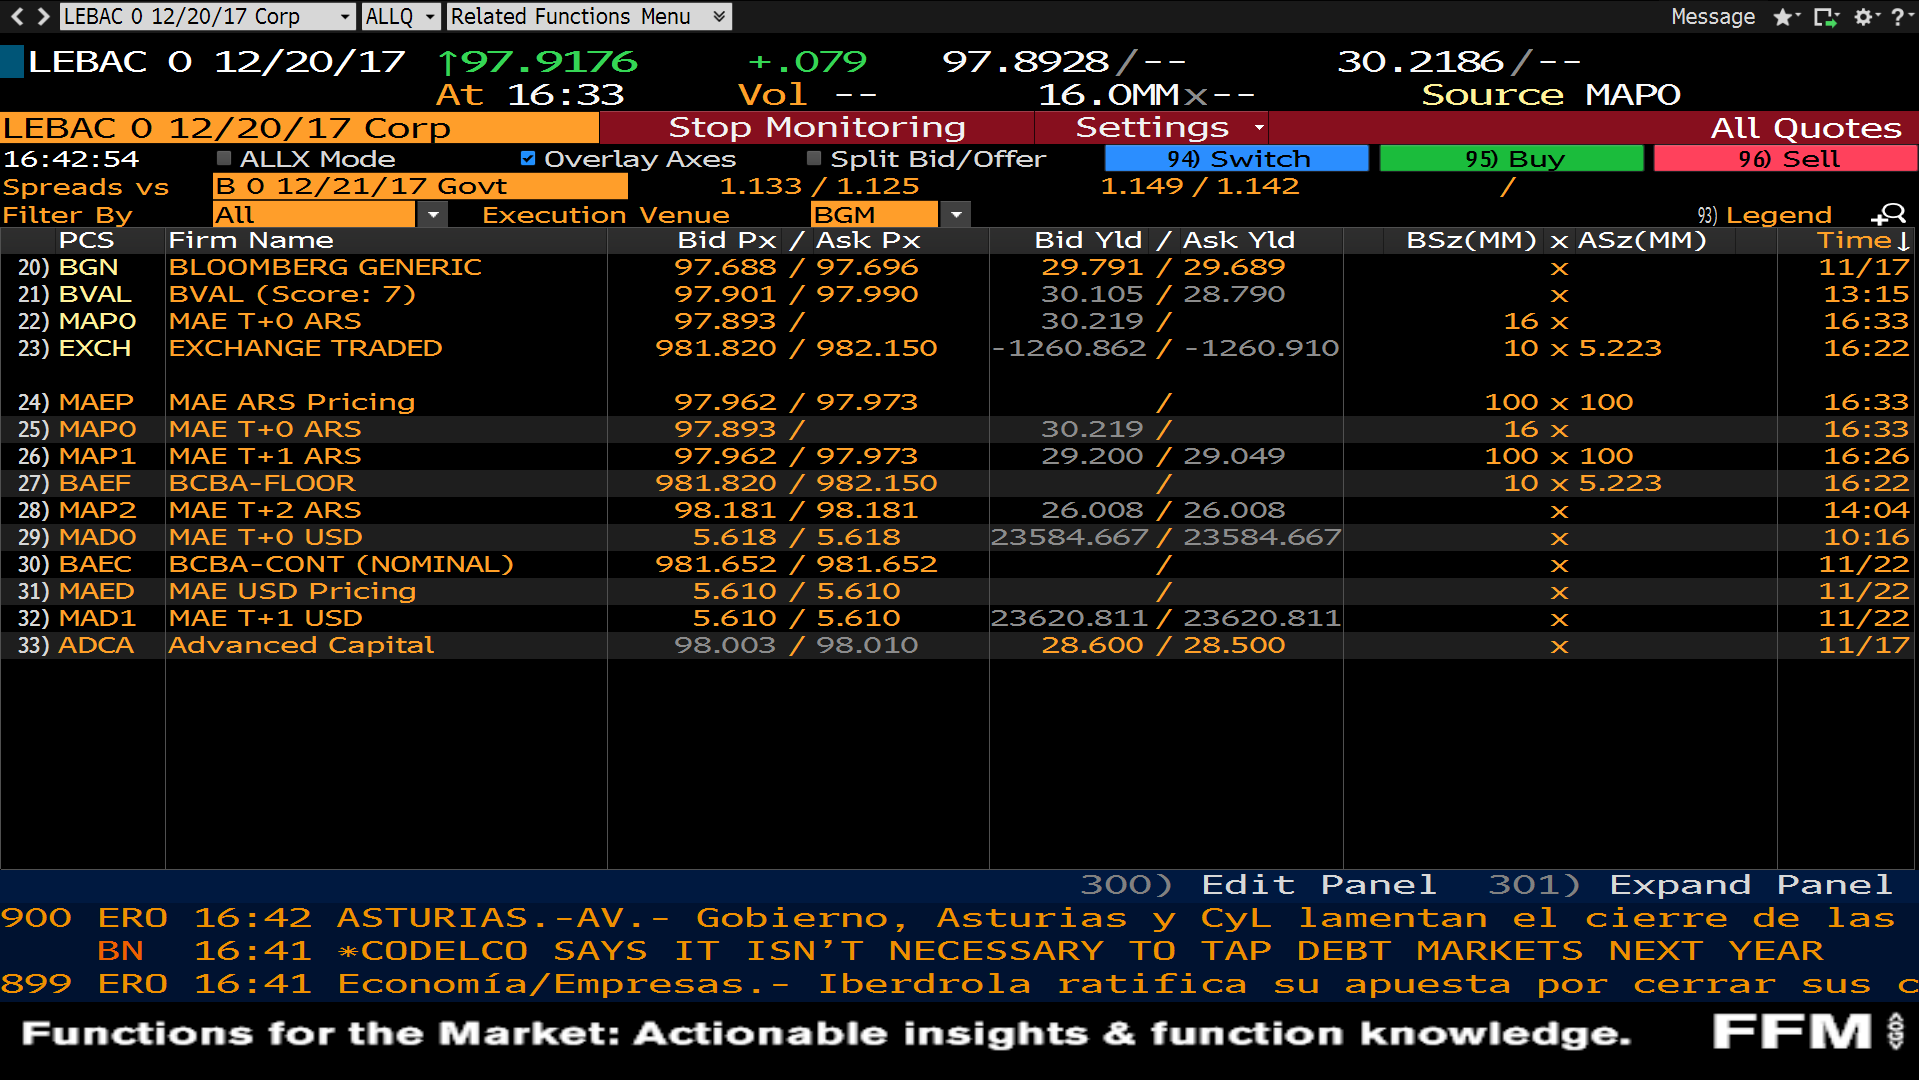 LEBAC 0 12/20/17 Corp ALLQ Related Functions Menu Message
LEBAC 0 12/20/17 ↑97.9176 +.079 97.8928/-- 30.2186/--
At 16:33 Vol -- 16.0MMx-- Source MAP0
LEBAC 0 12/20/17 Corp Stop Monitoring Settings All Quotes
16:42:54 ALLX Mode Overlay Axes Split Bid/Offer 94) Switch 95) Buy 96) Sell
Spreads vs B 0 12/21/17 Govt 1.133 / 1.125 1.149 / 1.142 /
Filter By All Execution Venue BGM 93) Legend
PCS Firm Name Bid Px / Ask Px Bid Yld / Ask Yld BSz(MM) x ASz(MM) Time↓
20) BGN BLOOMBERG GENERIC 97.688 / 97.696 29.791 / 29.689 x 11/17
21) BVAL BVAL (Score: 7) 97.901 / 97.990 30.105 / 28.790 x 13:15
22) MAP0 MAE T+0 ARS 97.893 / 30.219 / 16 x 16:33
23) EXCH EXCHANGE TRADED 981.820 / 982.150 -1260.862 / -1260.910 10 x 5.223 16:22
24) MAEP MAE ARS Pricing 97.962 / 97.973 / 100 x 100 16:33
25) MAP0 MAE T+0 ARS 97.893 / 30.219 / 16 x 16:33
26) MAP1 MAE T+1 ARS 97.962 / 97.973 29.200 / 29.049 100 x 100 16:26
27) BAEF BCBA-FLOOR 981.820 / 982.150 / 10 x 5.223 16:22
28) MAP2 MAE T+2 ARS 98.181 / 98.181 26.008 / 26.008 x 14:04
29) MAD0 MAE T+0 USD 5.618 / 5.618 23584.667 / 23584.667 x 10:16
30) BAEC BCBA-CONT (NOMINAL) 981.652 / 981.652 / x 11/22
31) MAED MAE USD Pricing 5.610 / 5.610 / x 11/22
32) MAD1 MAE T+1 USD 5.610 / 5.610 23620.811 / 23620.811 x 11/22
33) ADCA Advanced Capital 98.003 / 98.010 28.600 / 28.500 x 11/17
300) Edit Panel 301) Expand Panel
900 ERO 16:42 ASTURIAS.-AV.- Gobierno, Asturias y CyL lamentan el cierre de las
BN 16:41 *CODELCO SAYS IT ISN'T NECESSARY TO TAP DEBT MARKETS NEXT YEAR
899 ERO 16:41 Economía/Empresas.- Iberdrola ratifica su apuesta por cerrar sus c
Functions for the Market: Actionable insights & function knowledge. FFM